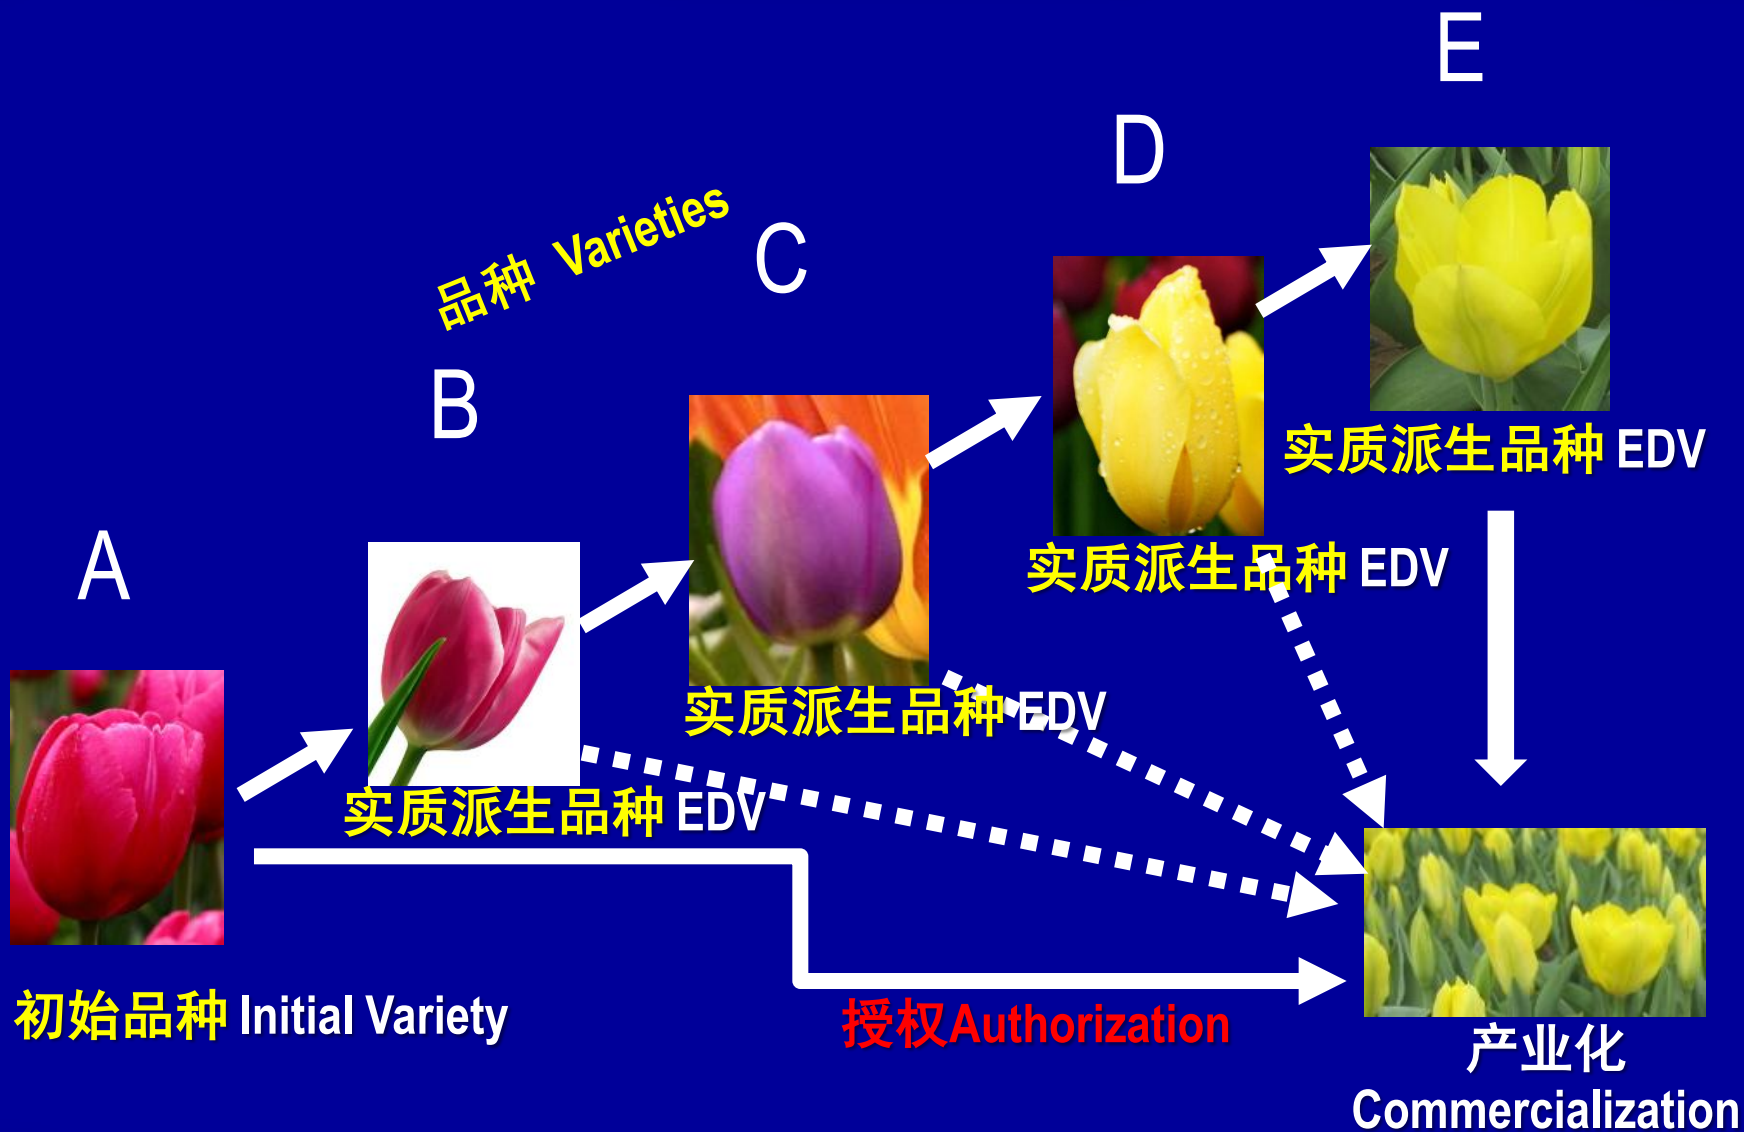 E
D
品种 Varieties
C
B
实质派生品种 EDV
A
实质派生品种 EDV
实质派生品种 EDV
实质派生品种 EDV
初始品种 Initial Variety
授权Authorization
产业化
Commercialization